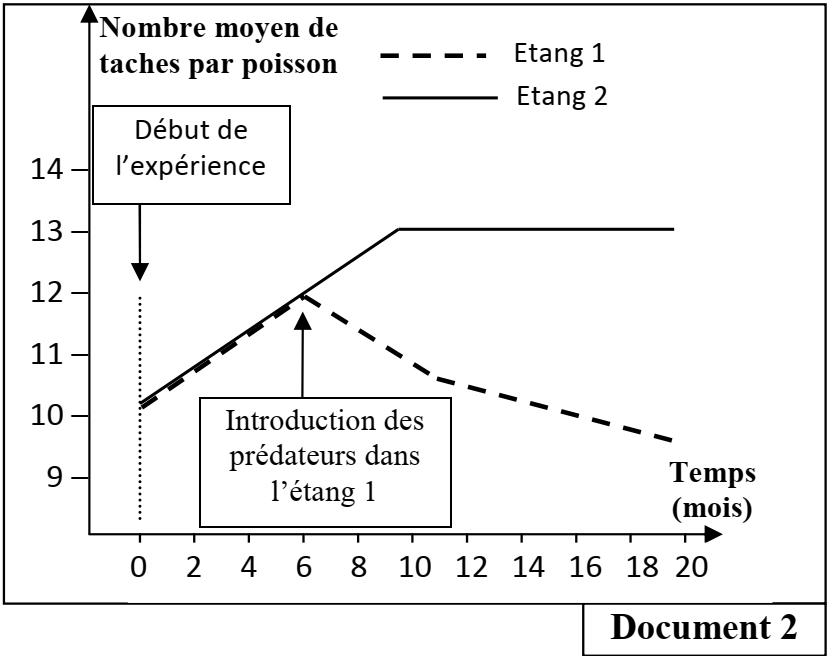 Nombre moyen de
taches par poisson
Etang 1
Etang 2
Début de
l’expérience
14
13
12
11
10
9
Introduction des
prédateurs dans
l’étang 1
Temps
(mois)
0 2 4 6 8 10 12 14 16 18 20
Document 2